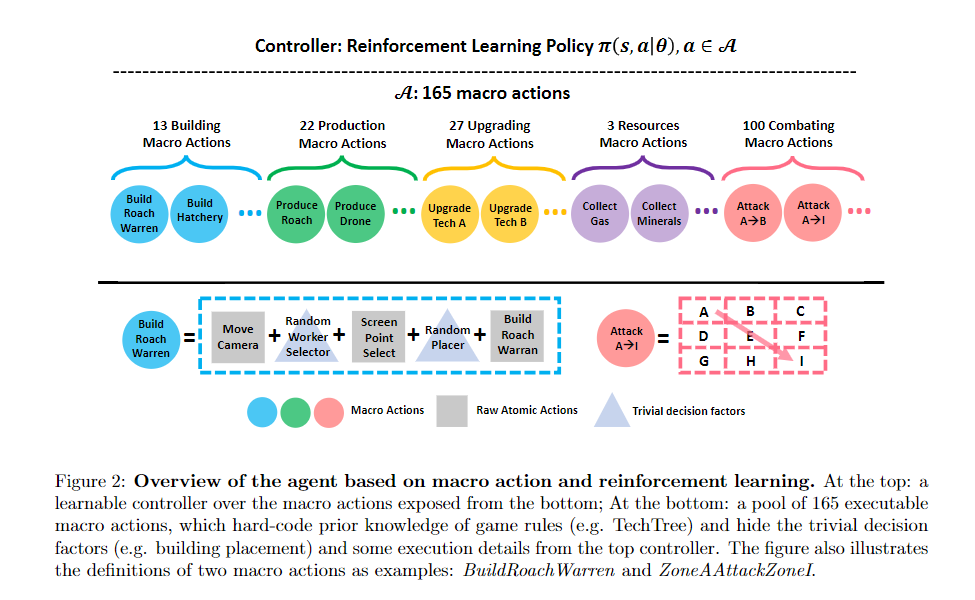 Controller: Reinforcement Learning Policy π(s, a|θ), a ∈ 𝒜
𝒜: 165 macro actions
13 Building
Macro Actions
22 Production
Macro Actions
27 Upgrading
Macro Actions
3 Resources
Macro Actions
100 Combating
Macro Actions
Build
Roach
Warren
Build
Hatchery
Produce
Roach
Produce
Drone
Upgrade
Tech A
Upgrade
Tech B
Collect
Gas
Collect
Minerals
Attack
A→B
Attack
A→I
Build
Roach
Warren
=
Move
Camera
+
Random
Worker
Selector
+
Screen
Point
Select
+
Random
Placer
+
Build
Roach
Warran
Attack
A→I
=
A B C
D E F
G H I
Macro Actions
Raw Atomic Actions
Trivial decision factors
Figure 2: Overview of the agent based on macro action and reinforcement learning. At the top: a
learnable controller over the macro actions exposed from the bottom; At the bottom: a pool of 165 executable
macro actions, which hard-code prior knowledge of game rules (e.g. TechTree) and hide the trivial decision
factors (e.g. building placement) and some execution details from the top controller. The figure also illustrates
the definitions of two macro actions as examples: BuildRoachWarren and ZoneAAttackZoneI.